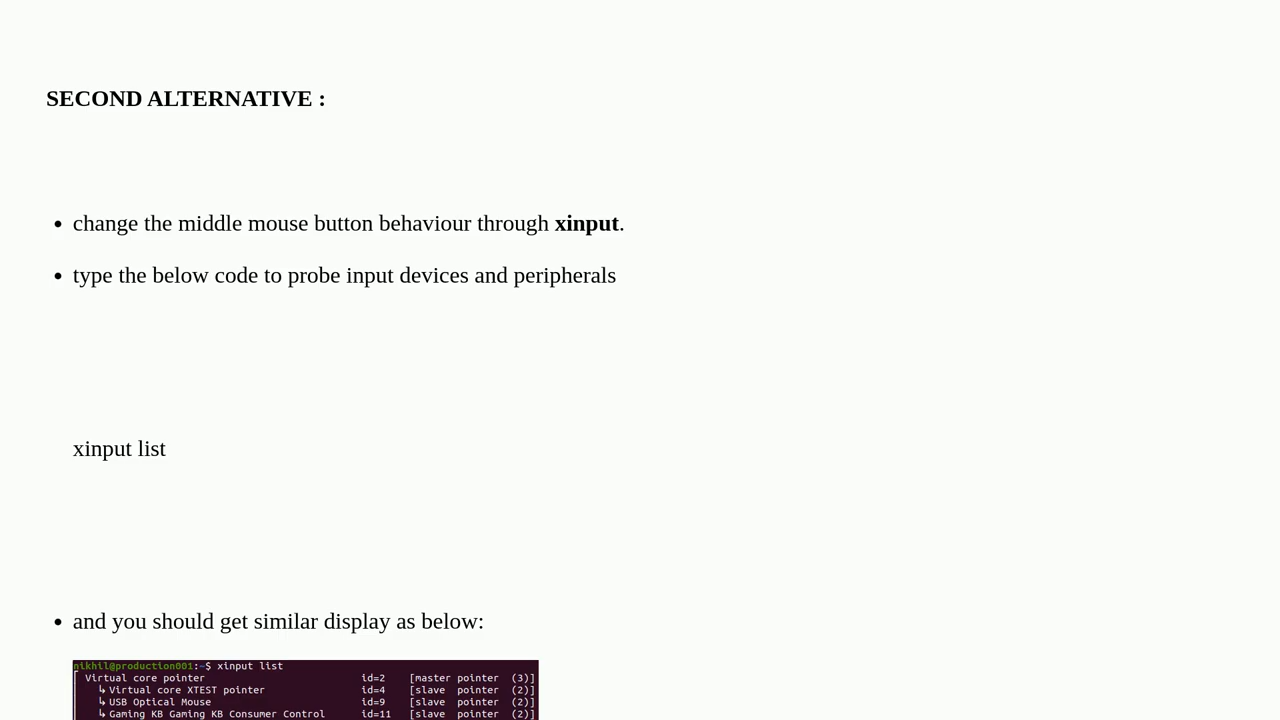 SECOND ALTERNATIVE :
• change the middle mouse button behaviour through xinput.
• type the below code to probe input devices and peripherals
xinput list
• and you should get similar display as below:
nikhil@production001:~$ xinput list
⎡ Virtual core pointer id=2 [master pointer (3)]
⎜ ↳ Virtual core XTEST pointer id=4 [slave pointer (2)]
⎜ ↳ USB Optical Mouse id=9 [slave pointer (2)]
⎜ ↳ Gaming KB Gaming KB Consumer Control id=11 [slave pointer (2)]